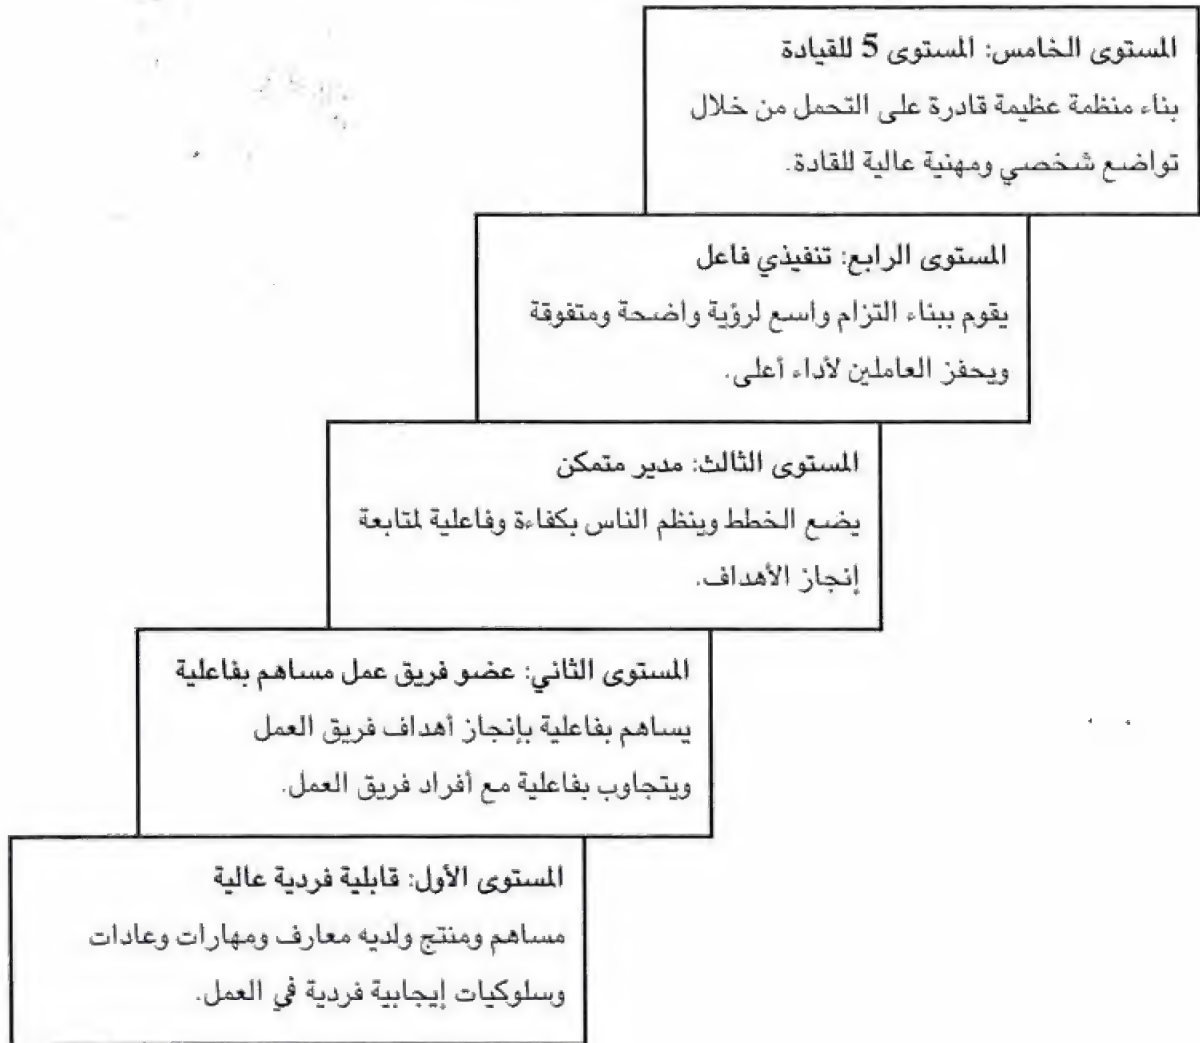 المستوى الخامس: المستوى 5 للقيادة
بناء منظمة عظيمة قادرة على التحمل من خلال
تواضع شخصي ومهنية عالية للقادة.
المستوى الرابع: تنفيذي فاعل
يقوم ببناء التزام واسع لرؤية واضحة ومتفوقة
ويحفز العاملين لأداء أعلى.
المستوى الثالث: مدير متمكن
يضع الخطط وينظم الناس بكفاءة وفاعلية لمتابعة
إنجاز الأهداف.
المستوى الثاني: عضو فريق عمل مساهم بفاعلية
يساهم بفاعلية بإنجاز أهداف فريق العمل
ويتجاوب بفاعلية مع أفراد فريق العمل.
المستوى الأول: قابلية فردية عالية
مساهم ومنتج ولديه معارف ومهارات وعادات
وسلوكيات إيجابية فردية في العمل.